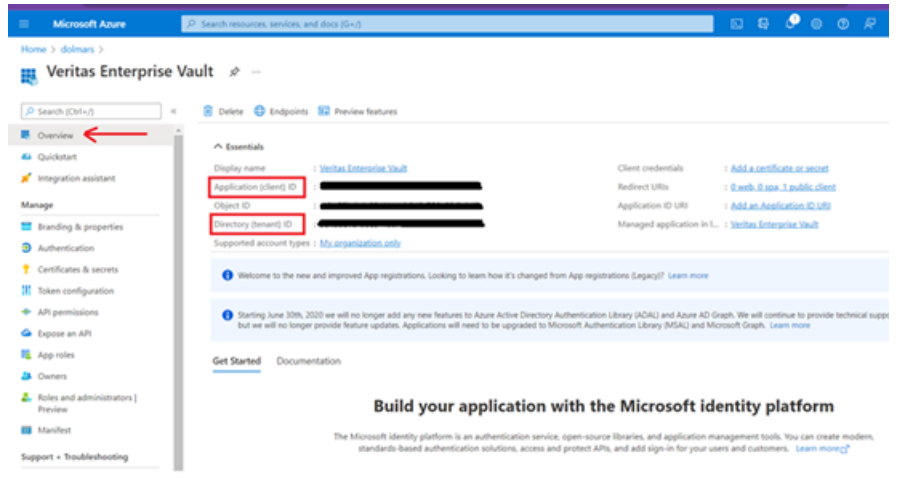 Microsoft Azure
Search resources, services, and docs (G+/)
Home > dolmars >
Veritas Enterprise Vault
Search (Ctrl+/)
«
Delete
Endpoints
Preview features
Overview
Quickstart
Integration assistant
Manage
Branding & properties
Authentication
Certificates & secrets
Token configuration
API permissions
Expose an API
App roles
Owners
Roles and administrators |
Preview
Manifest
Support + Troubleshooting
Essentials
Display name : Veritas Enterprise Vault
Application (client) ID :
Object ID :
Directory (tenant) ID :
Supported account types : My organization only
Client credentials : Add a certificate or secret
Redirect URIs : 0 web, 0 spa, 1 public client
Application ID URI : Add an Application ID URI
Managed application in l... : Veritas Enterprise Vault
Welcome to the new and improved App registrations. Looking to learn how it's changed from App registrations (Legacy)? Learn more
Starting June 30th, 2020 we will no longer add any new features to Azure Active Directory Authentication Library (ADAL) and Azure AD Graph. We will continue to provide technical suppo
but we will no longer provide feature updates. Applications will need to be upgraded to Microsoft Authentication Library (MSAL) and Microsoft Graph. Learn more
Get Started
Documentation
Build your application with the Microsoft identity platform
The Microsoft identity platform is an authentication service, open-source libraries, and application management tools. You can create modern,
standards-based authentication solutions, access and protect APIs, and add sign-in for your users and customers. Learn more